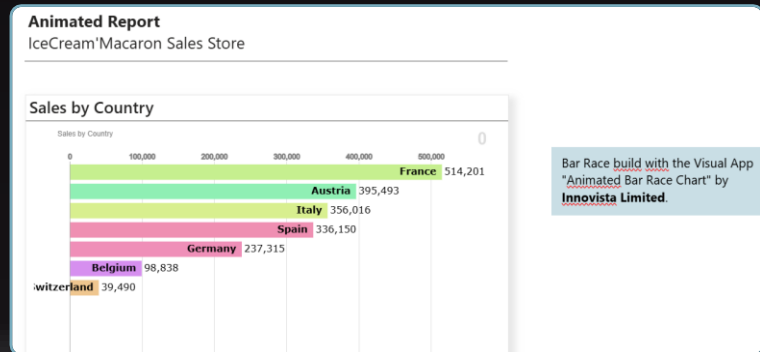 Animated Report
IceCream'Macaron Sales Store
Sales by Country
Sales by Country
0
0 100,000 200,000 300,000 400,000 500,000
France 514,201
Austria 395,493
Italy 356,016
Spain 336,150
Germany 237,315
Belgium 98,838
witzerland 39,490
Bar Race build with the Visual App
"Animated Bar Race Chart" by
Innovista Limited.